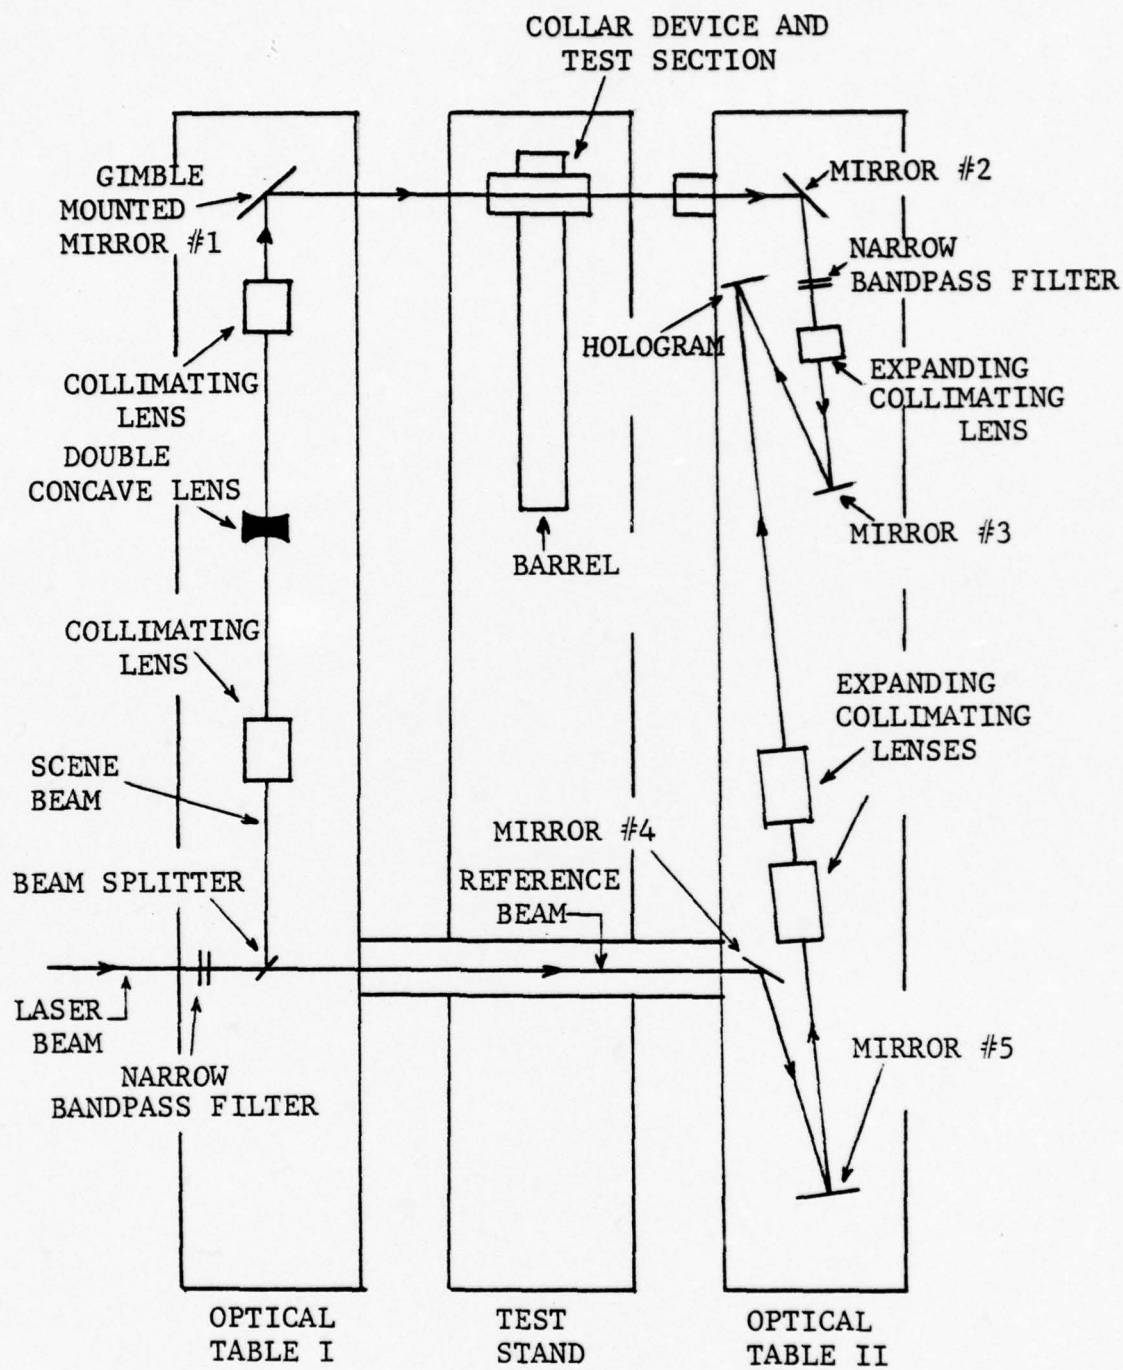 COLLAR DEVICE AND
TEST SECTION
GIMBLE
MOUNTED
MIRROR #1
MIRROR #2
NARROW
BANDPASS FILTER
HOLOGRAM
COLLIMATING
LENS
EXPANDING
COLLIMATING
LENS
DOUBLE
CONCAVE LENS
MIRROR #3
BARREL
COLLIMATING
LENS
EXPANDING
COLLIMATING
LENSES
SCENE
BEAM
MIRROR #4
BEAM SPLITTER
REFERENCE
BEAM
LASER
BEAM
NARROW
BANDPASS FILTER
MIRROR #5
OPTICAL
TABLE I
TEST
STAND
OPTICAL
TABLE II